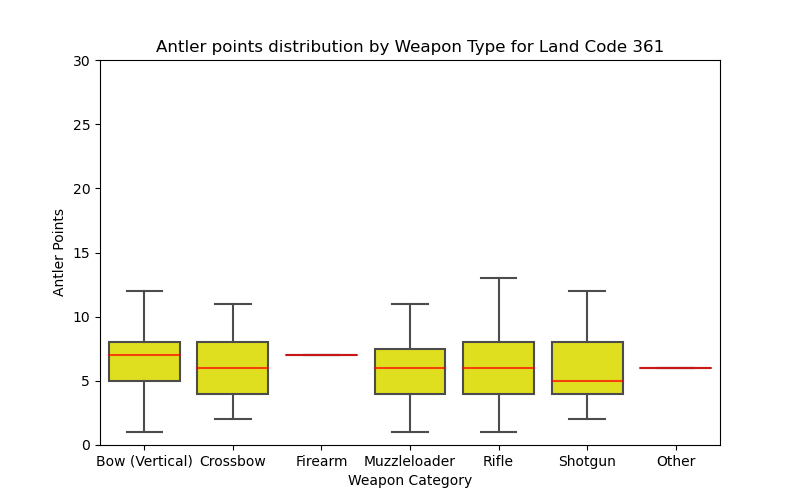 Antler points distribution by Weapon Type for Land Code 361
30
25
20
15
10
5
0
Antler Points
Bow (Vertical) Crossbow Firearm Muzzleloader Rifle Shotgun Other
Weapon Category